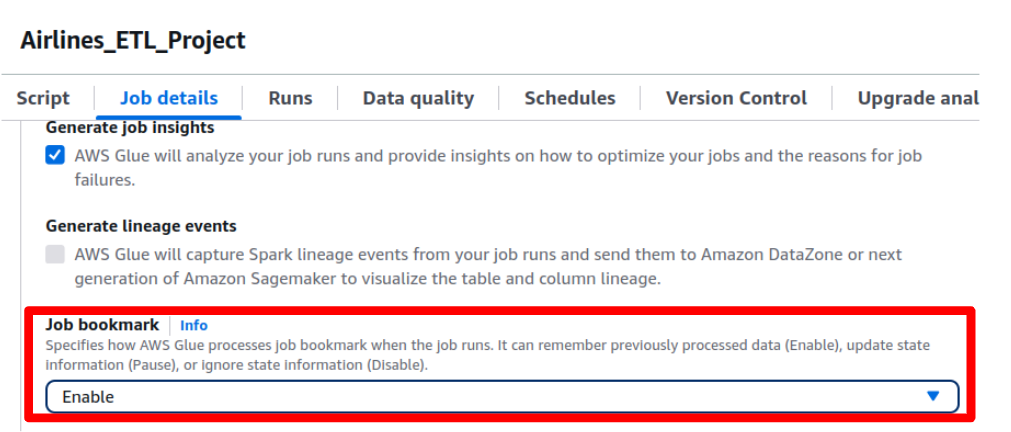 Airlines_ETL_Project
Script Job details Runs Data quality Schedules Version Control Upgrade anal
Generate job insights
AWS Glue will analyze your job runs and provide insights on how to optimize your jobs and the reasons for job
failures.
Generate lineage events
AWS Glue will capture Spark lineage events from your job runs and send them to Amazon DataZone or next
generation of Amazon Sagemaker to visualize the table and column lineage.
Job bookmark Info
Specifies how AWS Glue processes job bookmark when the job runs. It can remember previously processed data (Enable), update state
information (Pause), or ignore state information (Disable).
Enable